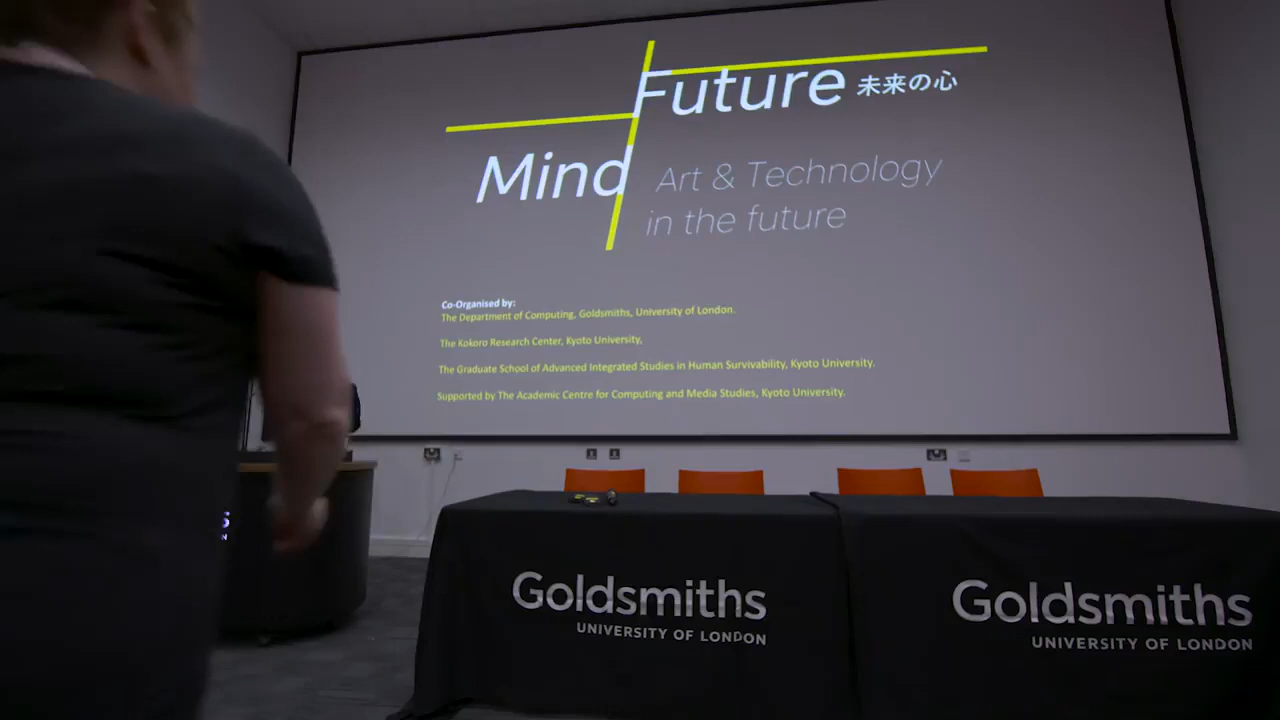 Future 未来の心
Mind
Art & Technology
in the future
Co-Organised by:
The Department of Computing, Goldsmiths, University of London.
The Kokoro Research Center, Kyoto University,
The Graduate School of Advanced Integrated Studies in Human Survivability, Kyoto University.
Supported by The Academic Centre for Computing and Media Studies, Kyoto University.
Goldsmiths
UNIVERSITY OF LONDON
Goldsmiths
UNIVERSITY OF LONDON